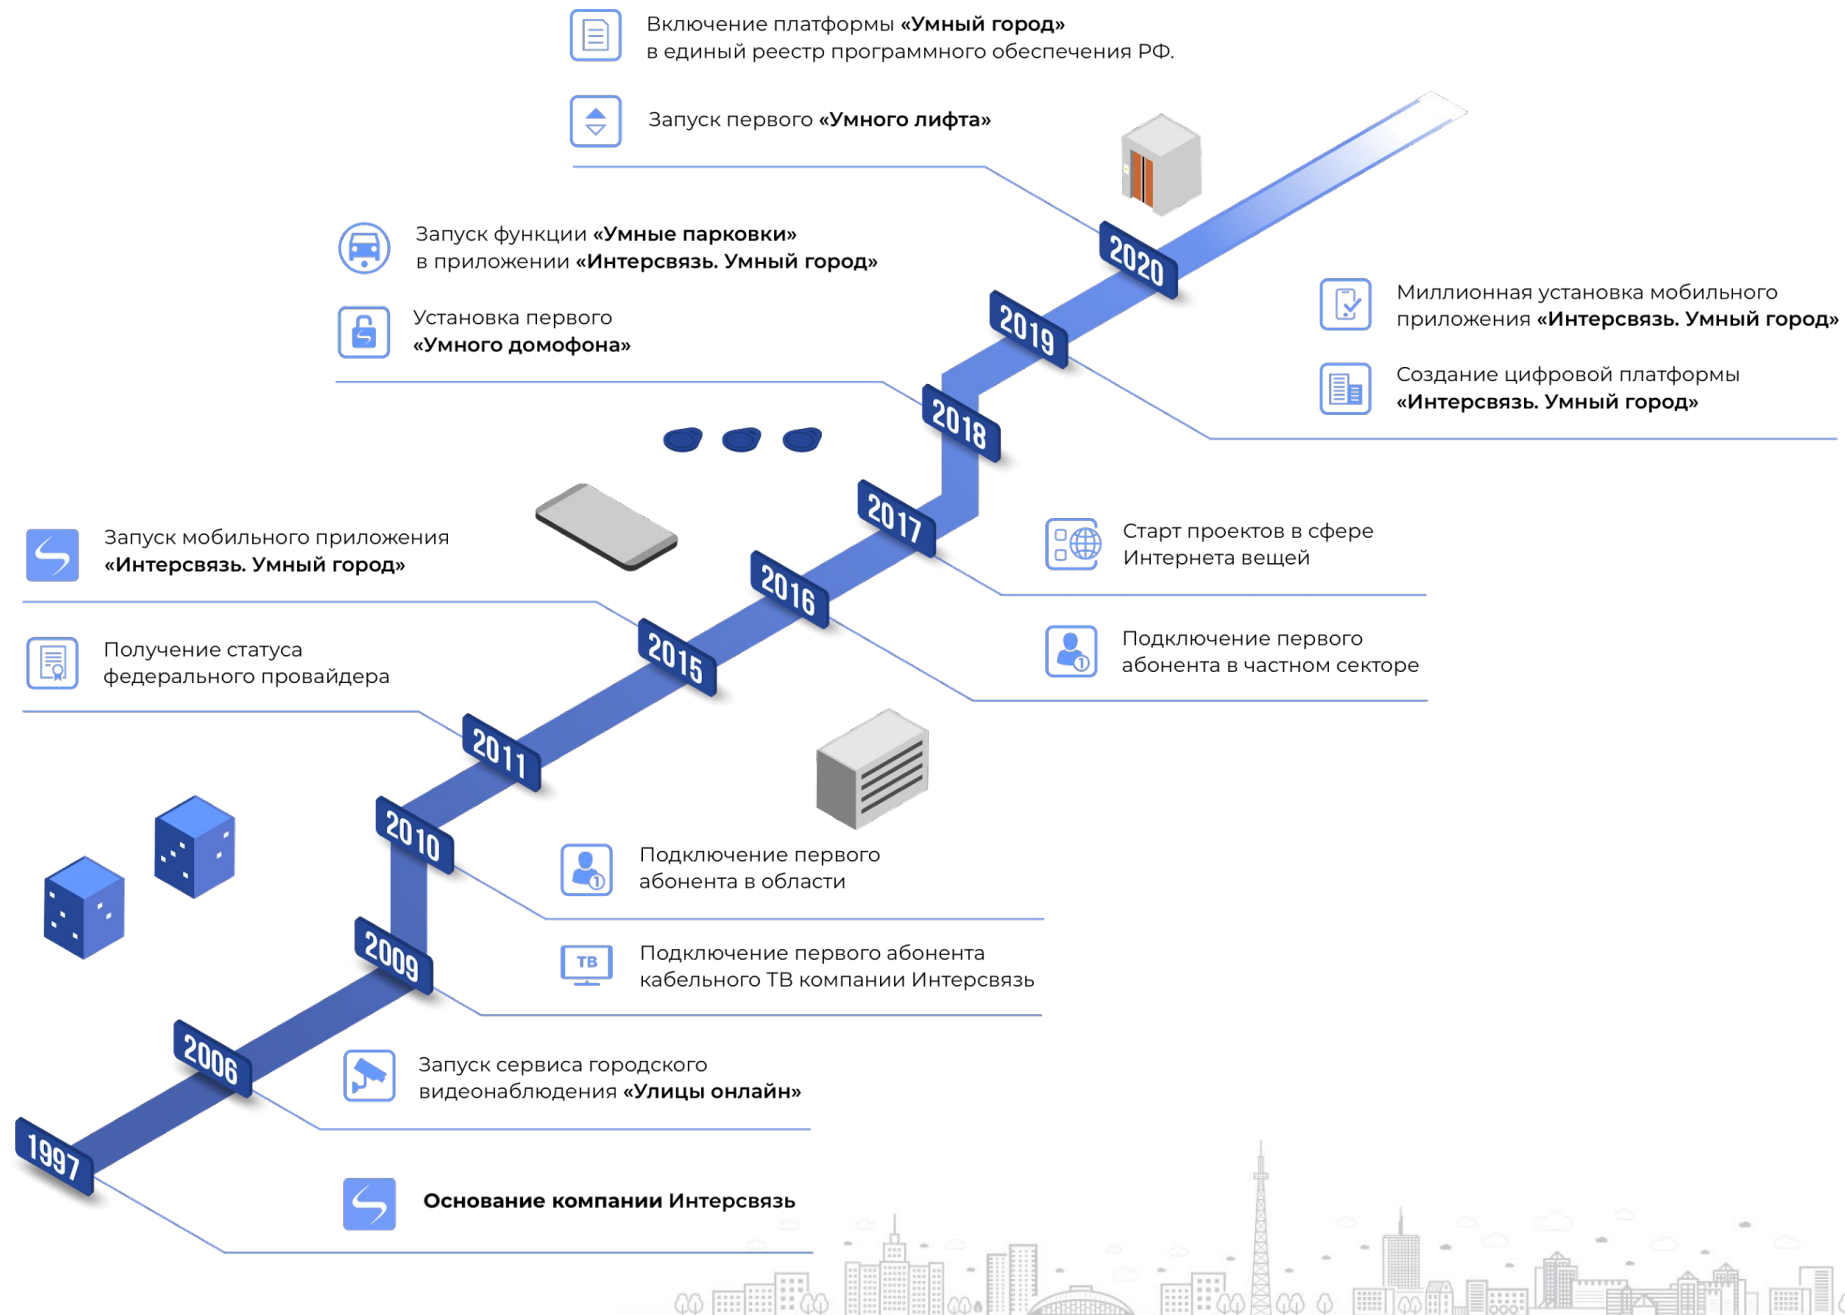 Включение платформы «Умный город»
в единый реестр программного обеспечения РФ.
Запуск первого «Умного лифта»
2020
Запуск функции «Умные парковки»
в приложении «Интерсвязь. Умный город»
Установка первого
«Умного домофона»
2019
Миллионная установка мобильного
приложения «Интерсвязь. Умный город»
Создание цифровой платформы
«Интерсвязь. Умный город»
2018
2017
Старт проектов в сфере
Интернета вещей
Запуск мобильного приложения
«Интерсвязь. Умный город»
2016
Подключение первого
абонента в частном секторе
2015
Получение статуса
федерального провайдера
2011
2010
Подключение первого
абонента в области
2009
ТВ
Подключение первого абонента
кабельного ТВ компании Интерсвязь
2006
Запуск сервиса городского
видеонаблюдения «Улицы онлайн»
1997
Основание компании Интерсвязь